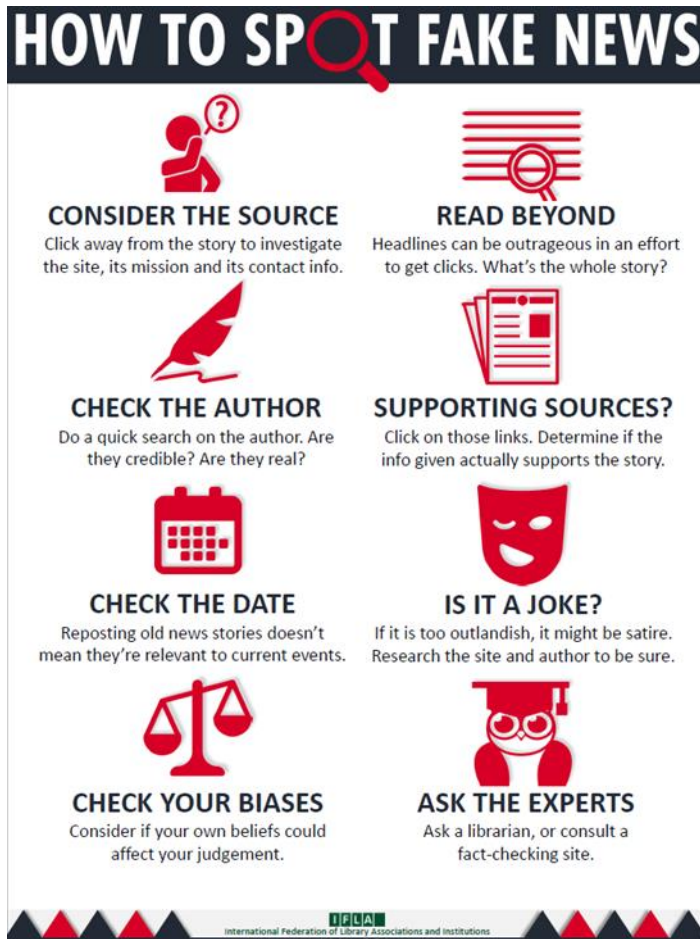 HOW TO SPOT FAKE NEWS
?
CONSIDER THE SOURCE
Click away from the story to investigate
the site, its mission and its contact info.
READ BEYOND
Headlines can be outrageous in an effort
to get clicks. What's the whole story?
CHECK THE AUTHOR
Do a quick search on the author. Are
they credible? Are they real?
SUPPORTING SOURCES?
Click on those links. Determine if the
info given actually supports the story.
CHECK THE DATE
Reposting old news stories doesn't
mean they're relevant to current events.
IS IT A JOKE?
If it is too outlandish, it might be satire.
Research the site and author to be sure.
CHECK YOUR BIASES
Consider if your own beliefs could
affect your judgement.
ASK THE EXPERTS
Ask a librarian, or consult a
fact-checking site.
IFLA
International Federation of Library Associations and Institutions